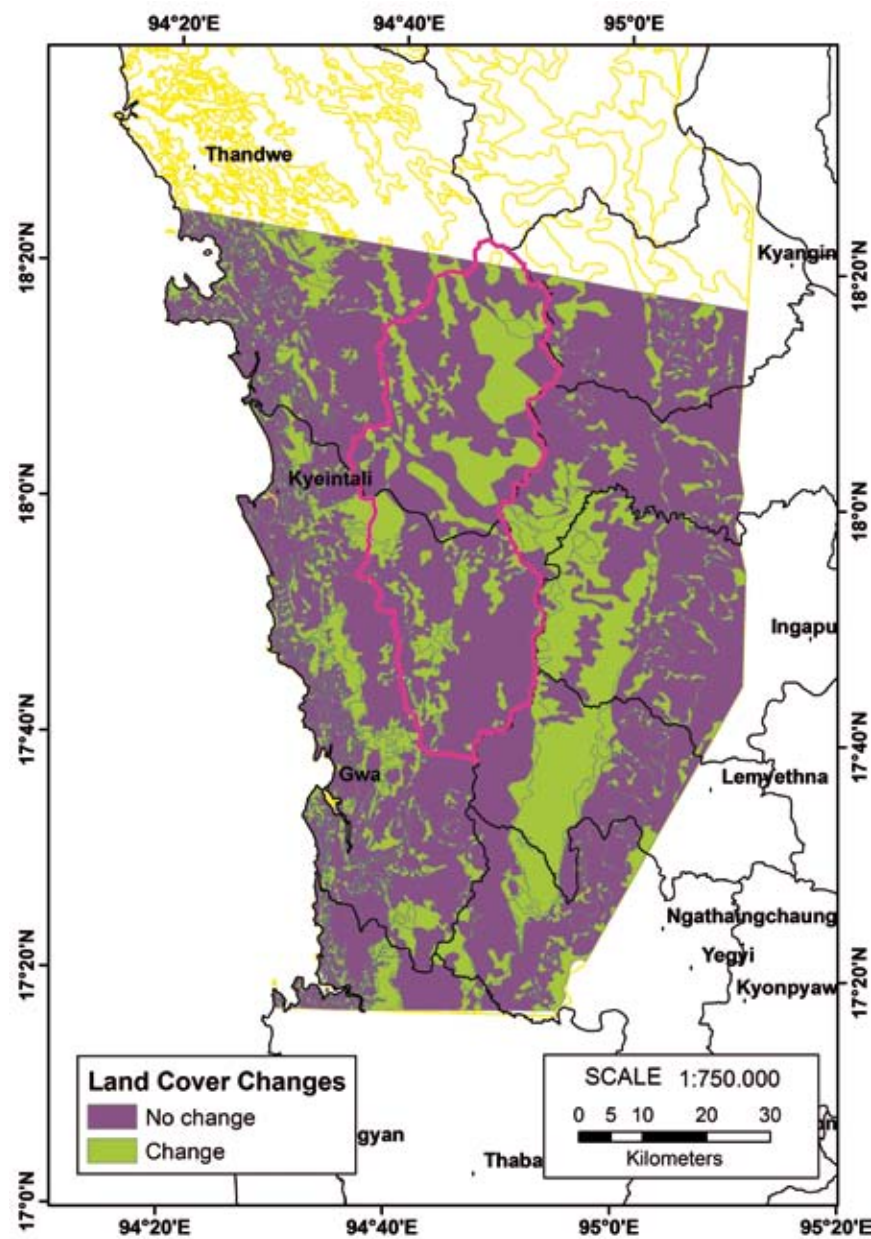 94°20'E 94°40'E 95°0'E
Thandwe
18°20'N
Kyangin
18°20'N
Kyeintali
18°0'N
18°0'N
Ingapu
17°40'N
17°40'N
Gwa
Lemyethna
Ngathaingchaung
17°20'N
Yegyi
17°20'N
Kyonpyaw
Land Cover Changes
No change
Change
SCALE 1:750.000
0 5 10 20 30
Kilometers
gyan
Thaba
17°0'N
17°0'N
94°20'E 94°40'E 95°0'E 95°20'E